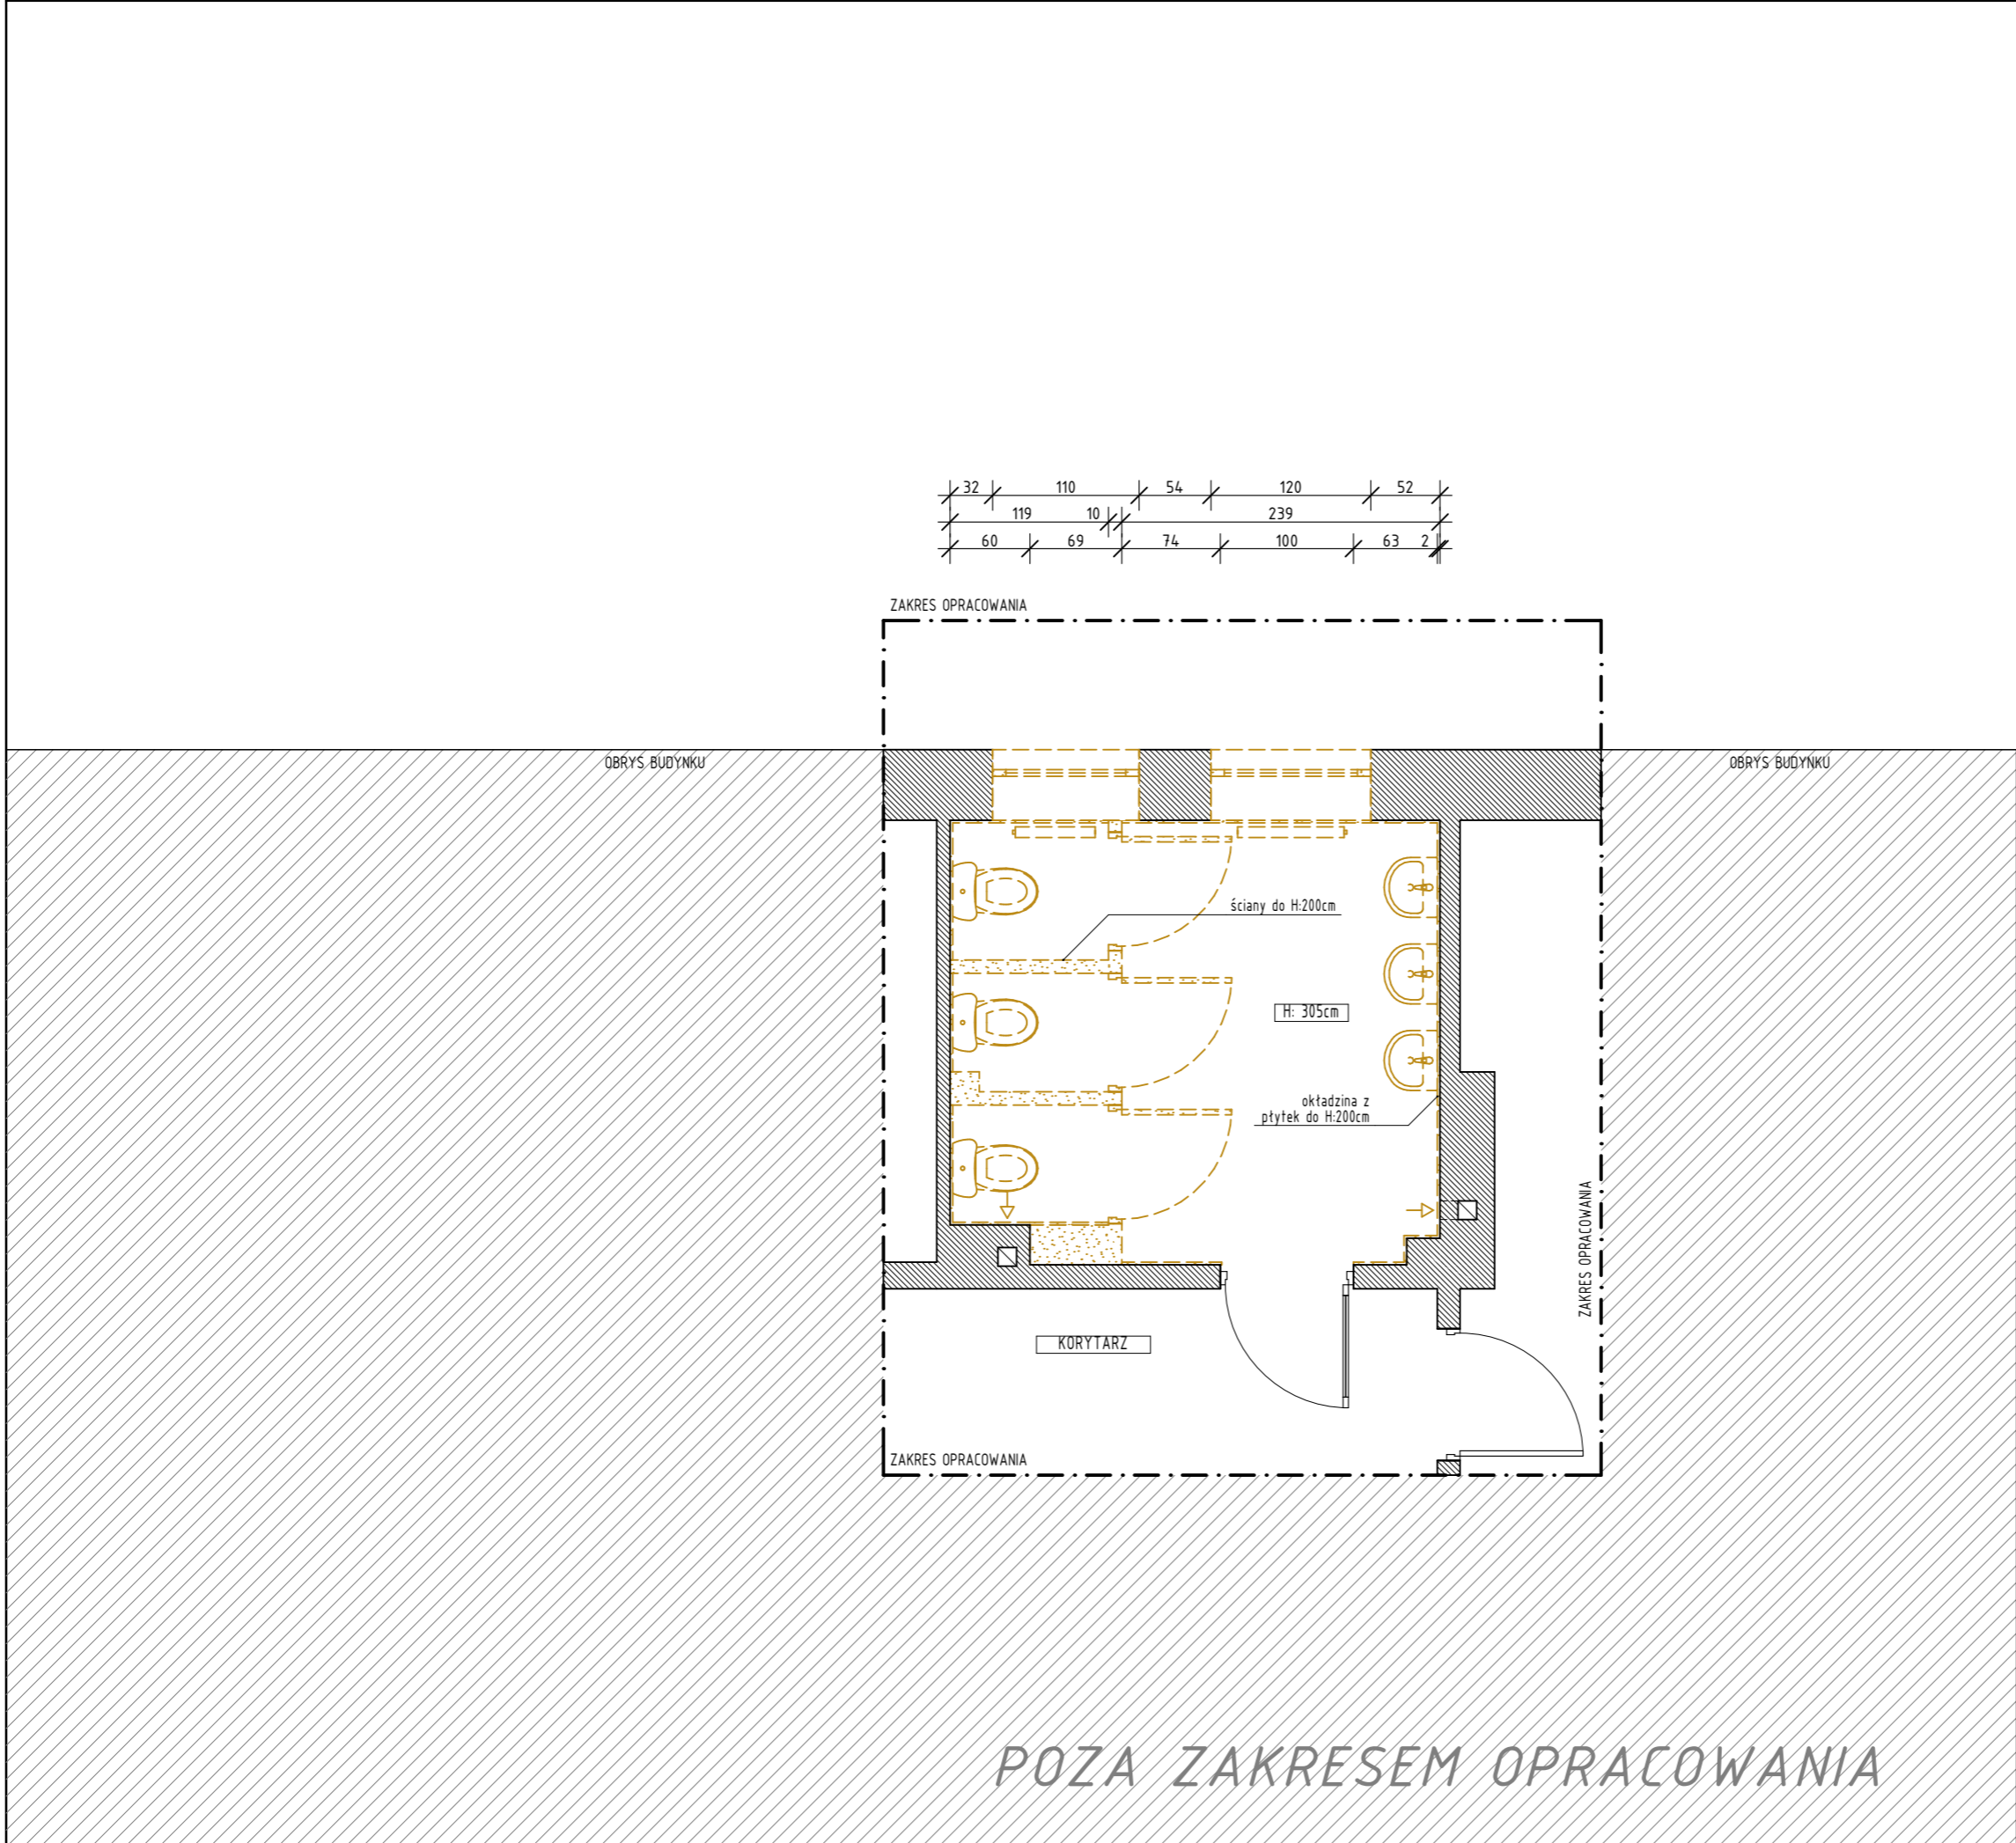 32 110 54 120 52
119 10 239
60 69 74 100 63 2
ZAKRES OPRACOWANIA
OBRYS BUDYNKU
OBRYS BUDYNKU
ściany do H:200cm
H: 305cm
okładzina z
płytek do H:200cm
ZAKRES OPRACOWANIA
KORYTARZ
ZAKRES OPRACOWANIA
POZA ZAKRESEM OPRACOWANIA